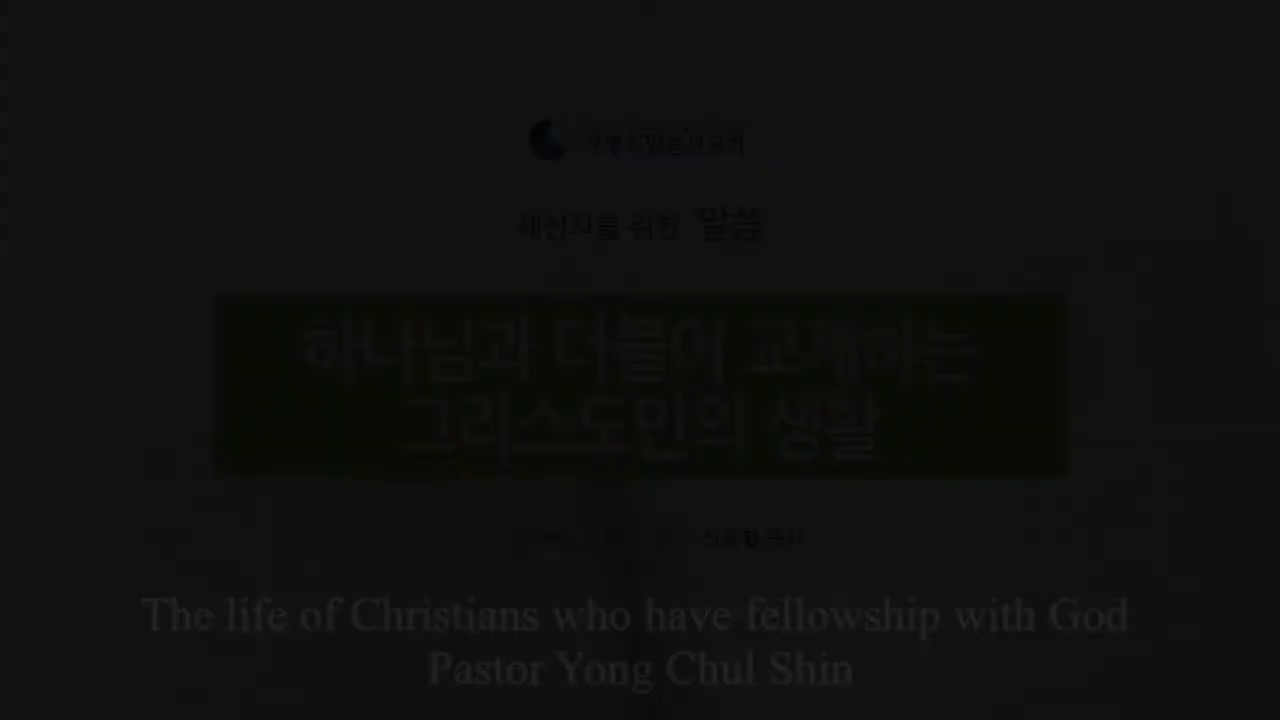 새신자를 위한 말씀
하나님과 더불어 교제하는
그리스도인의 생활
목사
The life of Christians who have fellowship with God
Pastor Yong Chul Shin